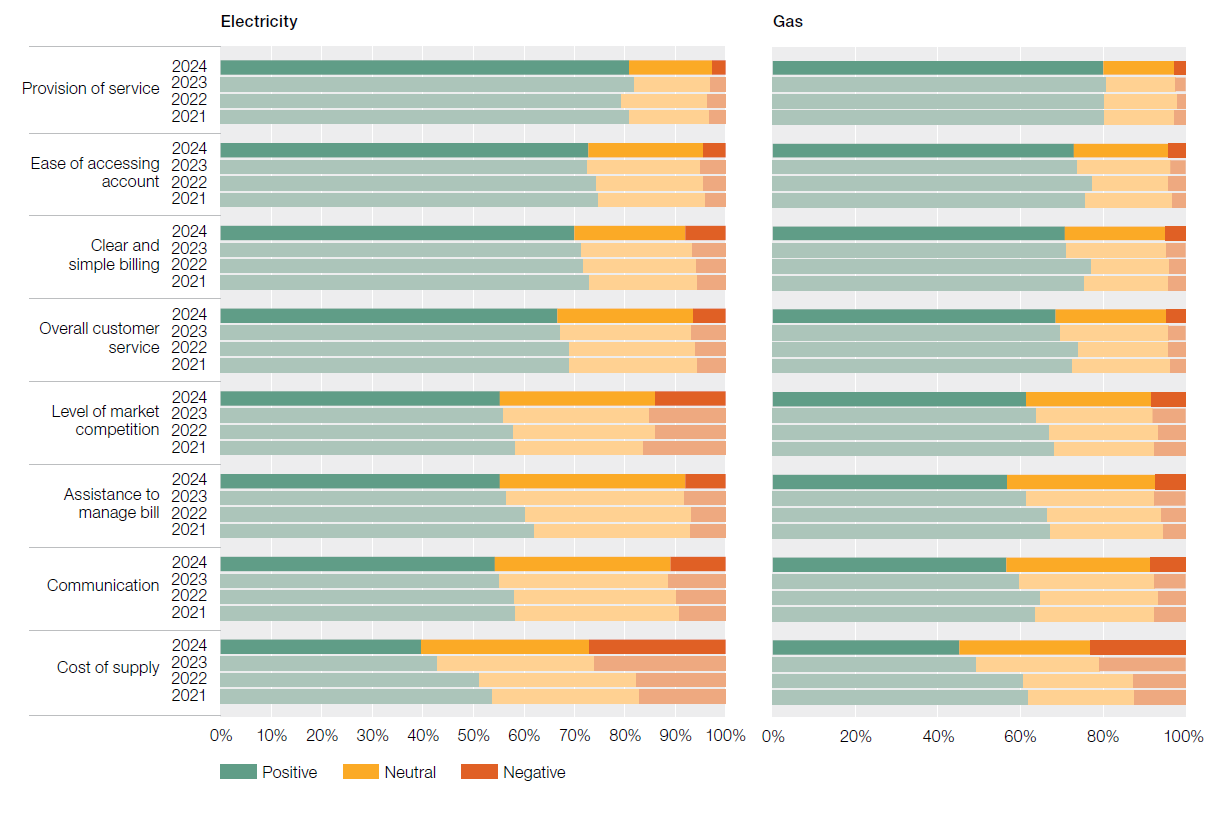 Electricity
Gas
Provision of service
2024
2023
2022
2021
Ease of accessing
account
2024
2023
2022
2021
Clear and
simple billing
2024
2023
2022
2021
Overall customer
service
2024
2023
2022
2021
Level of market
competition
2024
2023
2022
2021
Assistance to
manage bill
2024
2023
2022
2021
Communication
2024
2023
2022
2021
Cost of supply
2024
2023
2022
2021
0% 10% 20% 30% 40% 50% 60% 70% 80% 90% 100%
0% 20% 40% 60% 80% 100%
Positive Neutral Negative